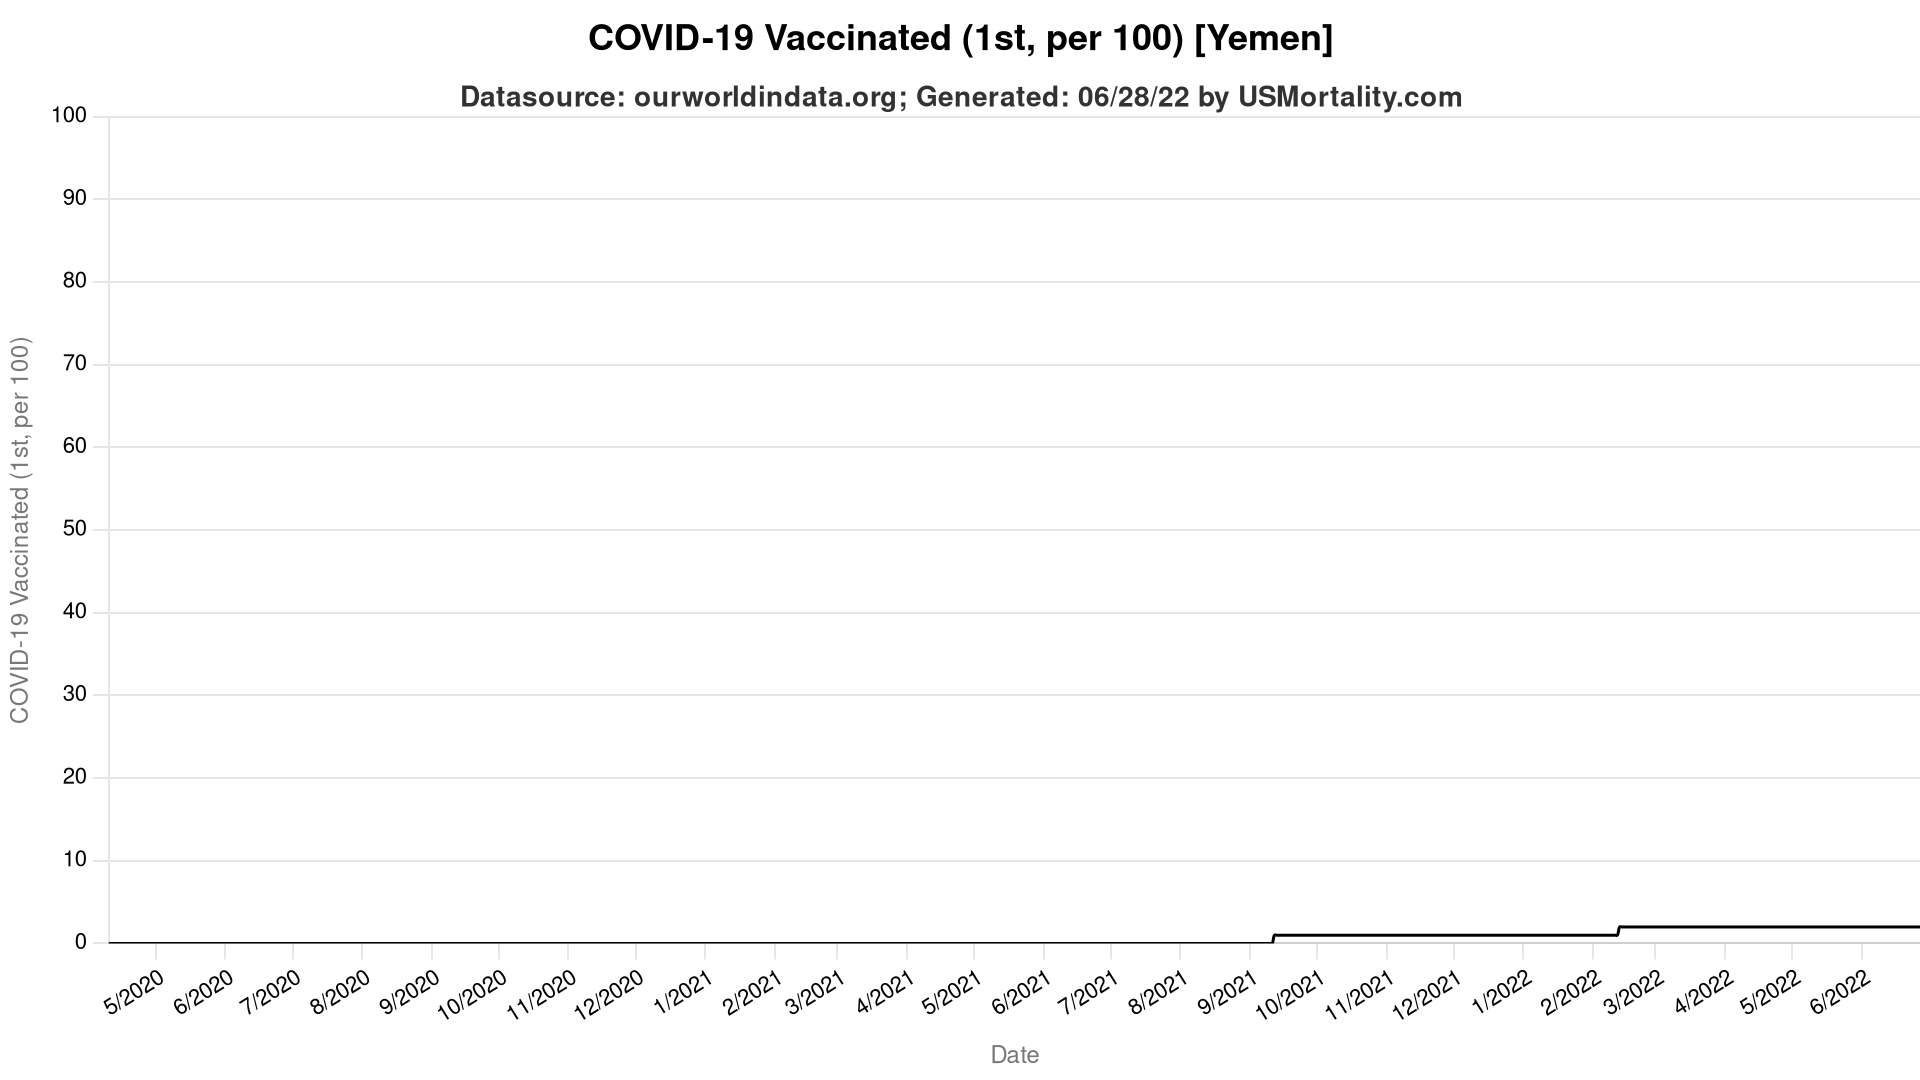 COVID-19 Vaccinated (1st, per 100) [Yemen]
Datasource: ourworldindata.org; Generated: 06/28/22 by USMortality.com
COVID-19 Vaccinated (1st, per 100)
100
90
80
70
60
50
40
30
20
10
0
5/2020 6/2020 7/2020 8/2020 9/2020 10/2020 11/2020 12/2020 1/2021 2/2021 3/2021 4/2021 5/2021 6/2021 7/2021 8/2021 9/2021 10/2021 11/2021 12/2021 1/2022 2/2022 3/2022 4/2022 5/2022 6/2022
Date